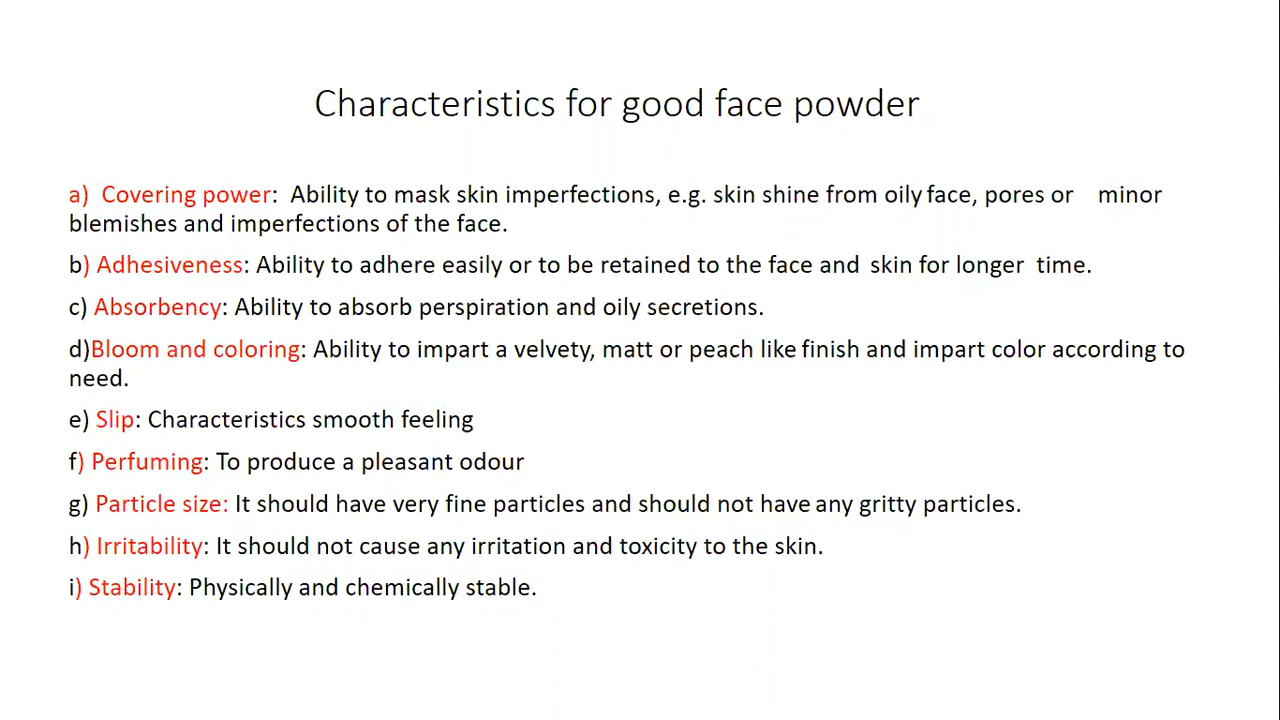 Characteristics for good face powder
a) Covering power: Ability to mask skin imperfections, e.g. skin shine from oily face, pores or minor
blemishes and imperfections of the face.
b) Adhesiveness: Ability to adhere easily or to be retained to the face and skin for longer time.
c) Absorbency: Ability to absorb perspiration and oily secretions.
d)Bloom and coloring: Ability to impart a velvety, matt or peach like finish and impart color according to
need.
e) Slip: Characteristics smooth feeling
f) Perfuming: To produce a pleasant odour
g) Particle size: It should have very fine particles and should not have any gritty particles.
h) Irritability: It should not cause any irritation and toxicity to the skin.
i) Stability: Physically and chemically stable.